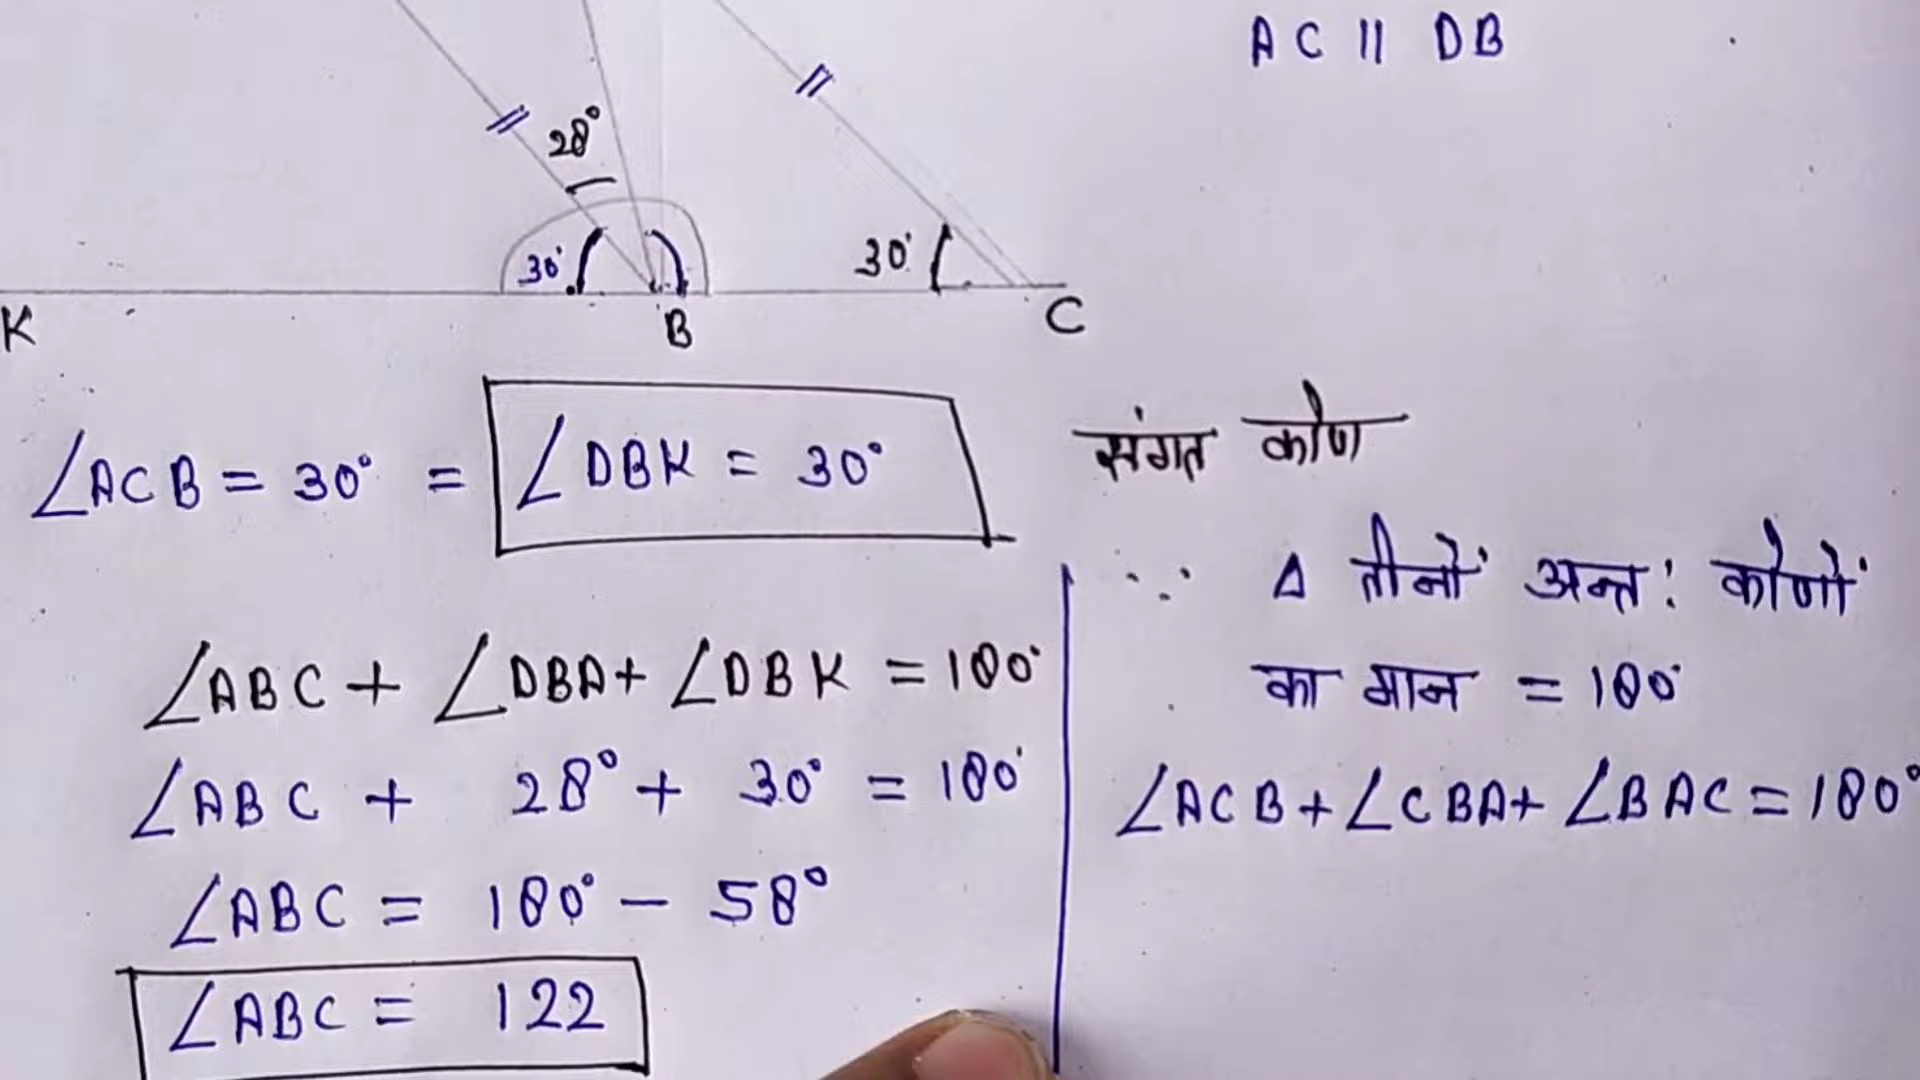 AC || DB
28°
30°
30°
K
B
C
∠ACB = 30° = ∠DBK = 30°
संगत कोण
∠ABC + ∠DBA + ∠DBK = 180°
∠ABC + 28° + 30° = 180°
∠ABC = 180° - 58°
∠ABC = 122
∵ Δ तीनों अन्त: कोणों
का मान = 180°
∠ACB + ∠CBA + ∠BAC = 180°